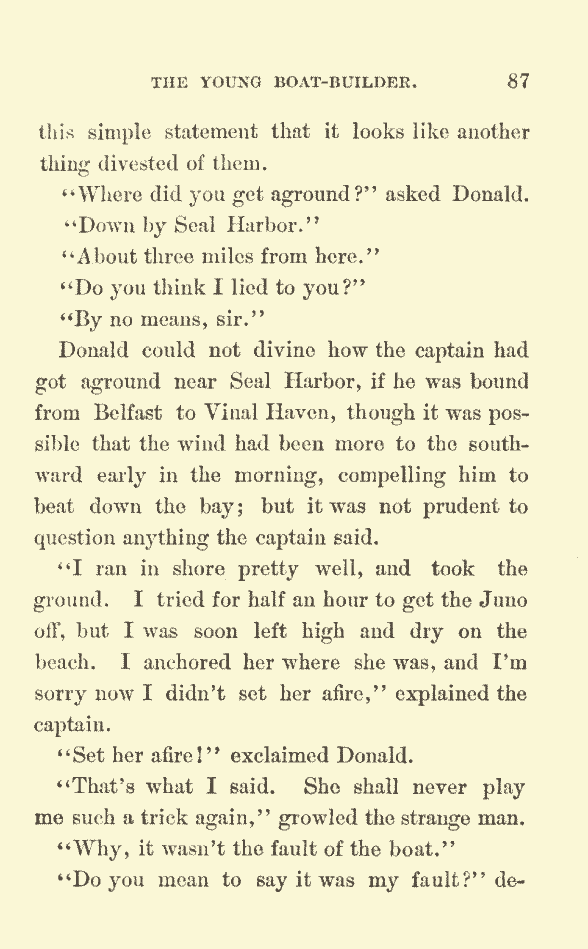 THE YOUNG BOAT-BUILDER. 87
this simple statement that it looks like another
thing divested of them.
“Where did you get aground?” asked Donald.
“Down by Seal Harbor.”
“About three miles from here.”
“Do you think I lied to you?”
“By no means, sir.”
Donald could not divine how the captain had
got aground near Seal Harbor, if he was bound
from Belfast to Vinal Haven, though it was pos-
sible that the wind had been more to the south-
ward early in the morning, compelling him to
beat down the bay; but it was not prudent to
question anything the captain said.
“I ran in shore pretty well, and took the
ground. I tried for half an hour to get the Juno
off, but I was soon left high and dry on the
beach. I anchored her where she was, and I’m
sorry now I didn’t set her afire,” explained the
captain.
“Set her afire!” exclaimed Donald.
“That’s what I said. She shall never play
me such a trick again,” growled the strange man.
“Why, it wasn’t the fault of the boat.”
“Do you mean to say it was my fault?” de-